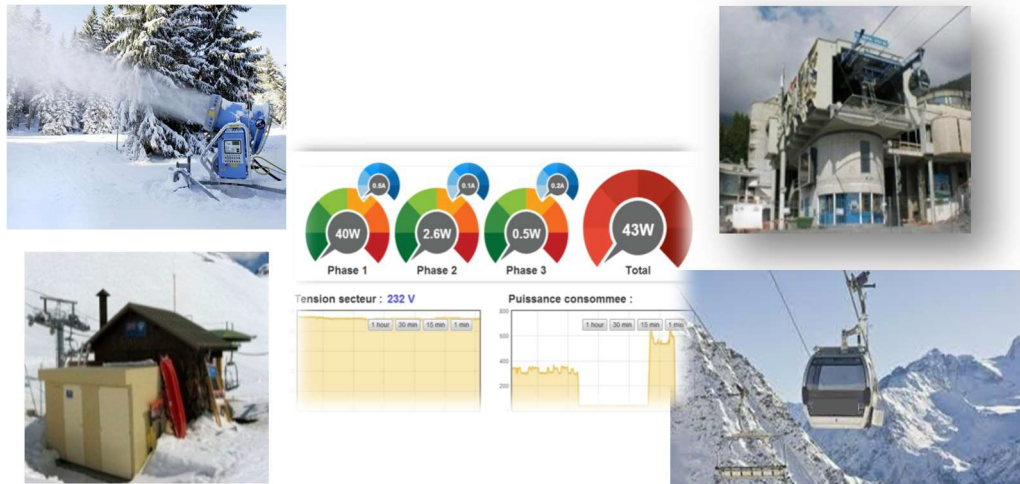 0.5A
0.1A
0.2A
40W
2.6W
0.5W
43W
Phase 1
Phase 2
Phase 3
Total
Tension secteur : 232 V
1 hour 30 min 15 min 1 min
Puissance consommee :
800
1 hour 30 min 15 min 1 min
600
400
200